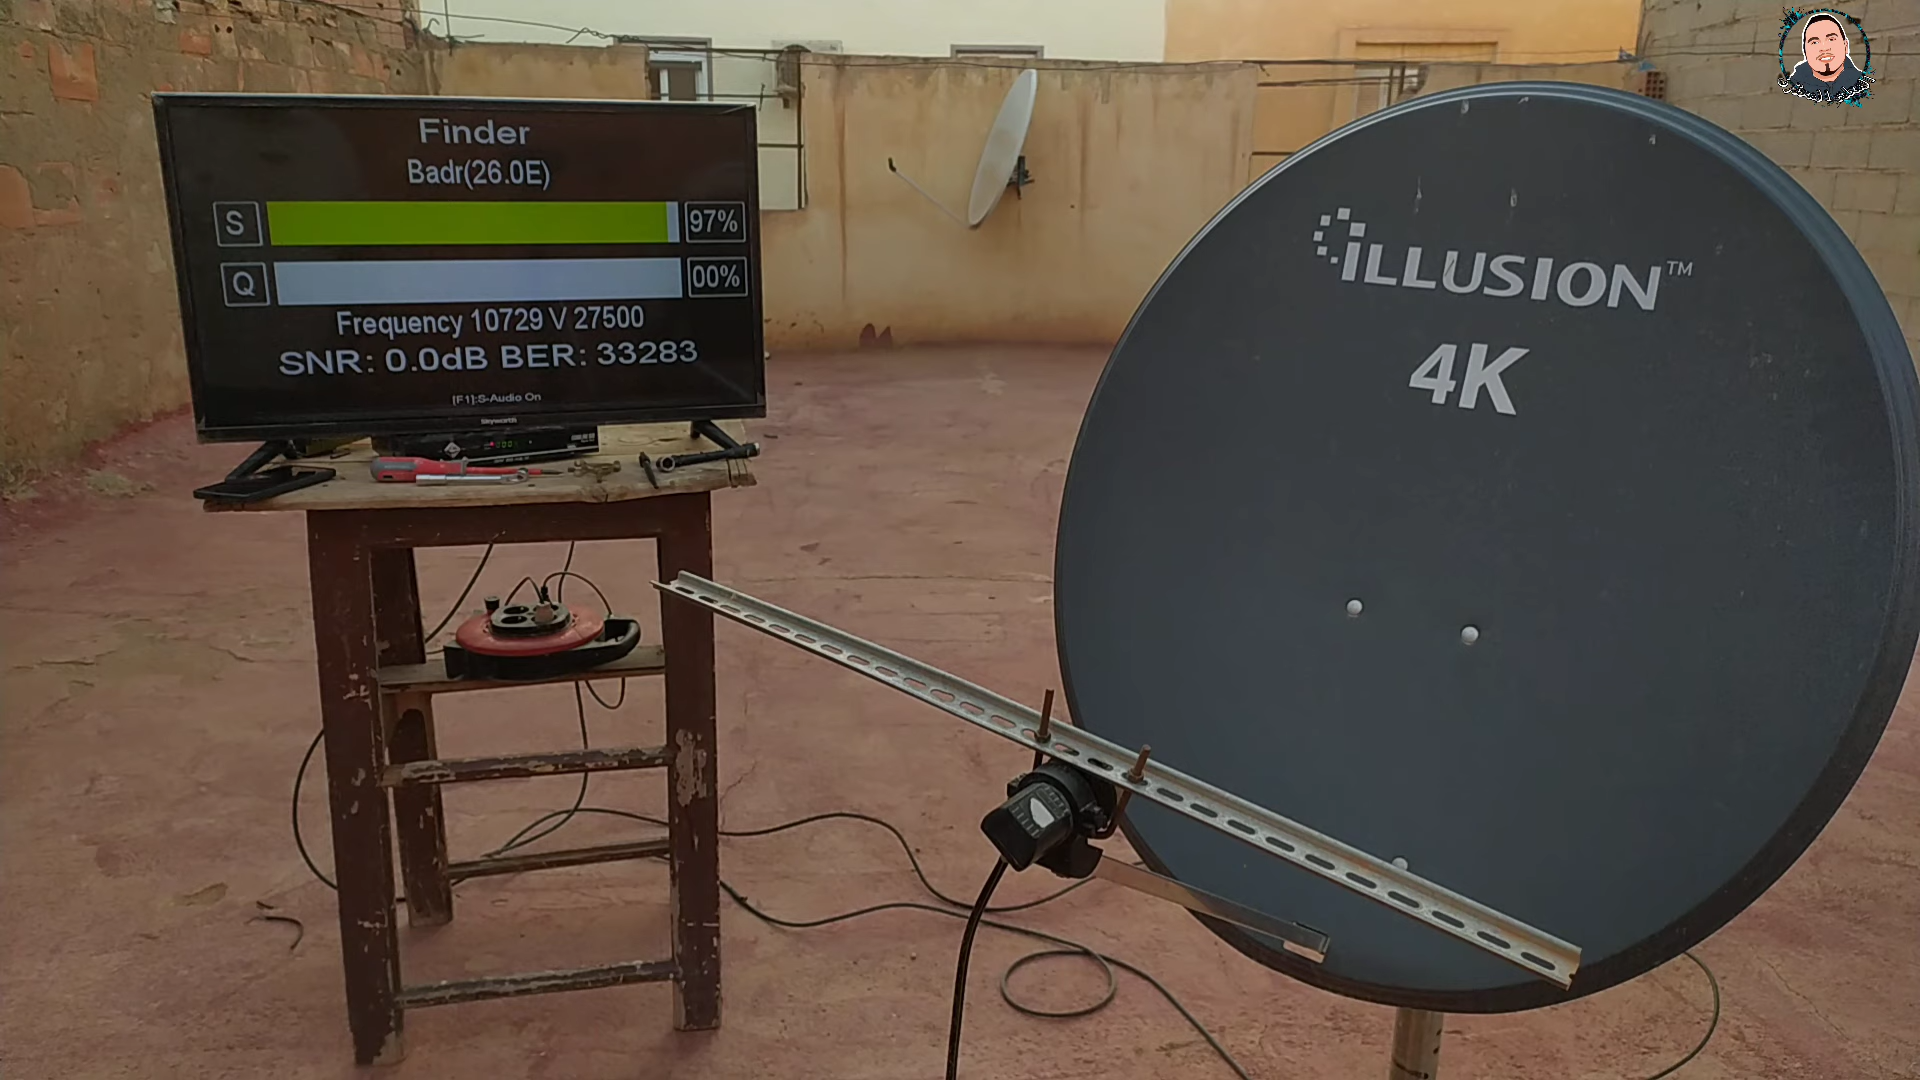 Finder
Badr(26.0E)
S 97%
Q 00%
Frequency 10729 V 27500
SNR: 0.0dB BER: 33283
[F1]:S-Audio On
Skyworth
iLLUSION™
4K